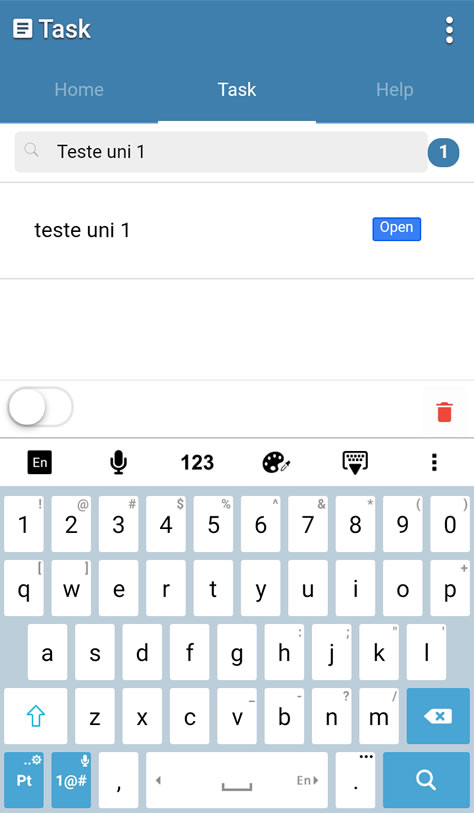 Task
Home Task Help
Teste uni 1 1
teste uni 1 Open
En 123
! @ # $ % ^ & * ( )
1 2 3 4 5 6 7 8 9 0
[ ] +
q w e r t y u i o p
: ; " '
a s d f g h j k l
_ - ? /
z x c v b n m
Pt 1@# , En .